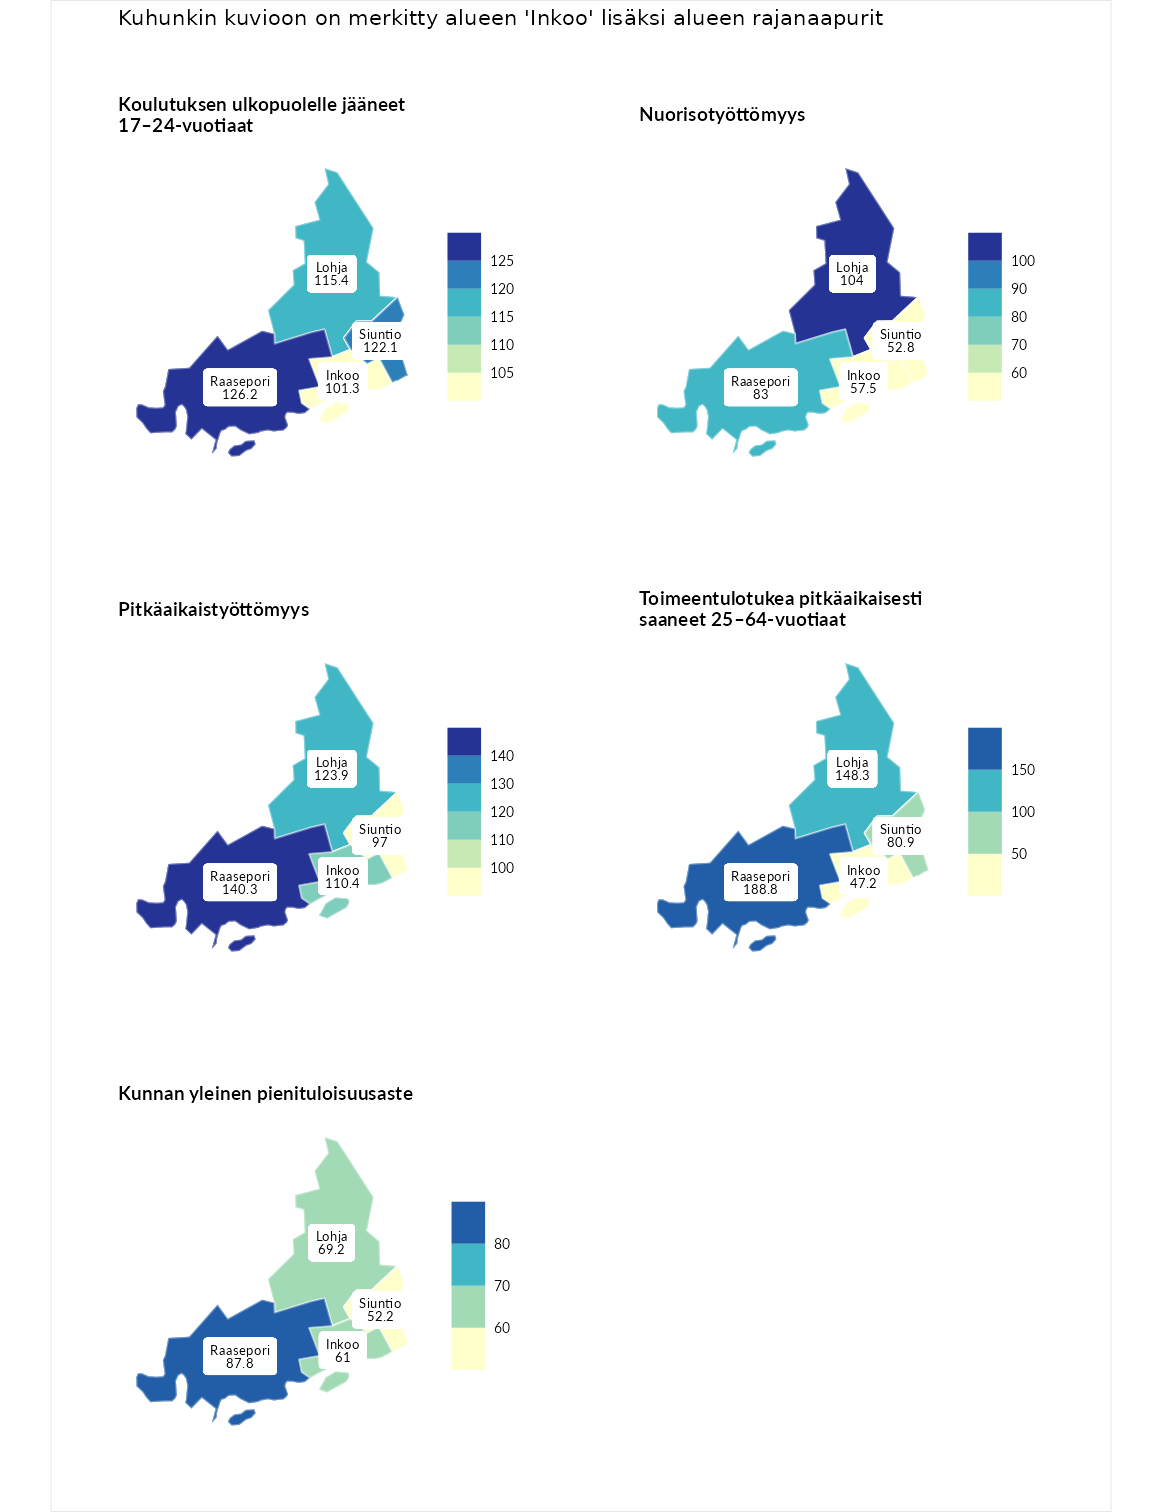 Kuhunkin kuvioon on merkitty alueen 'Inkoo' lisäksi alueen rajanaapurit
Koulutuksen ulkopuolelle jääneet
17–24-vuotiaat
Lohja
115.4
Siuntio
122.1
Inkoo
101.3
Raasepori
126.2
125
120
115
110
105
Nuorisotyöttömyys
Lohja
104
Siuntio
52.8
Inkoo
57.5
Raasepori
83
100
90
80
70
60
Pitkäaikaistyöttömyys
Lohja
123.9
Siuntio
97
Inkoo
110.4
Raasepori
140.3
140
130
120
110
100
Toimeentulotukea pitkäaikaisesti
saaneet 25–64-vuotiaat
Lohja
148.3
Siuntio
80.9
Inkoo
47.2
Raasepori
188.8
150
100
50
Kunnan yleinen pienituloisuusaste
Lohja
69.2
Siuntio
52.2
Inkoo
61
Raasepori
87.8
80
70
60